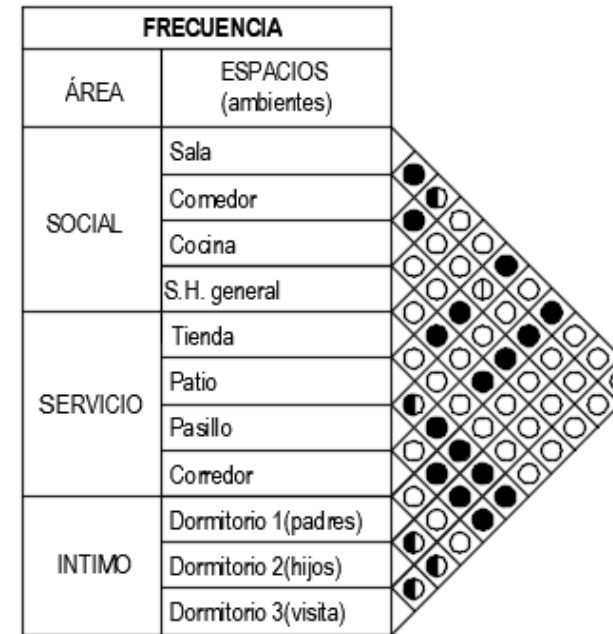 FRECUENCIA
ÁREA
ESPACIOS
(ambientes)
SOCIAL
Sala
Comedor
Cocina
S.H. general
SERVICIO
Tienda
Patio
Pasillo
Corredor
INTIMO
Dormitorio 1(padres)
Dormitorio 2(hijos)
Dormitorio 3(visita)